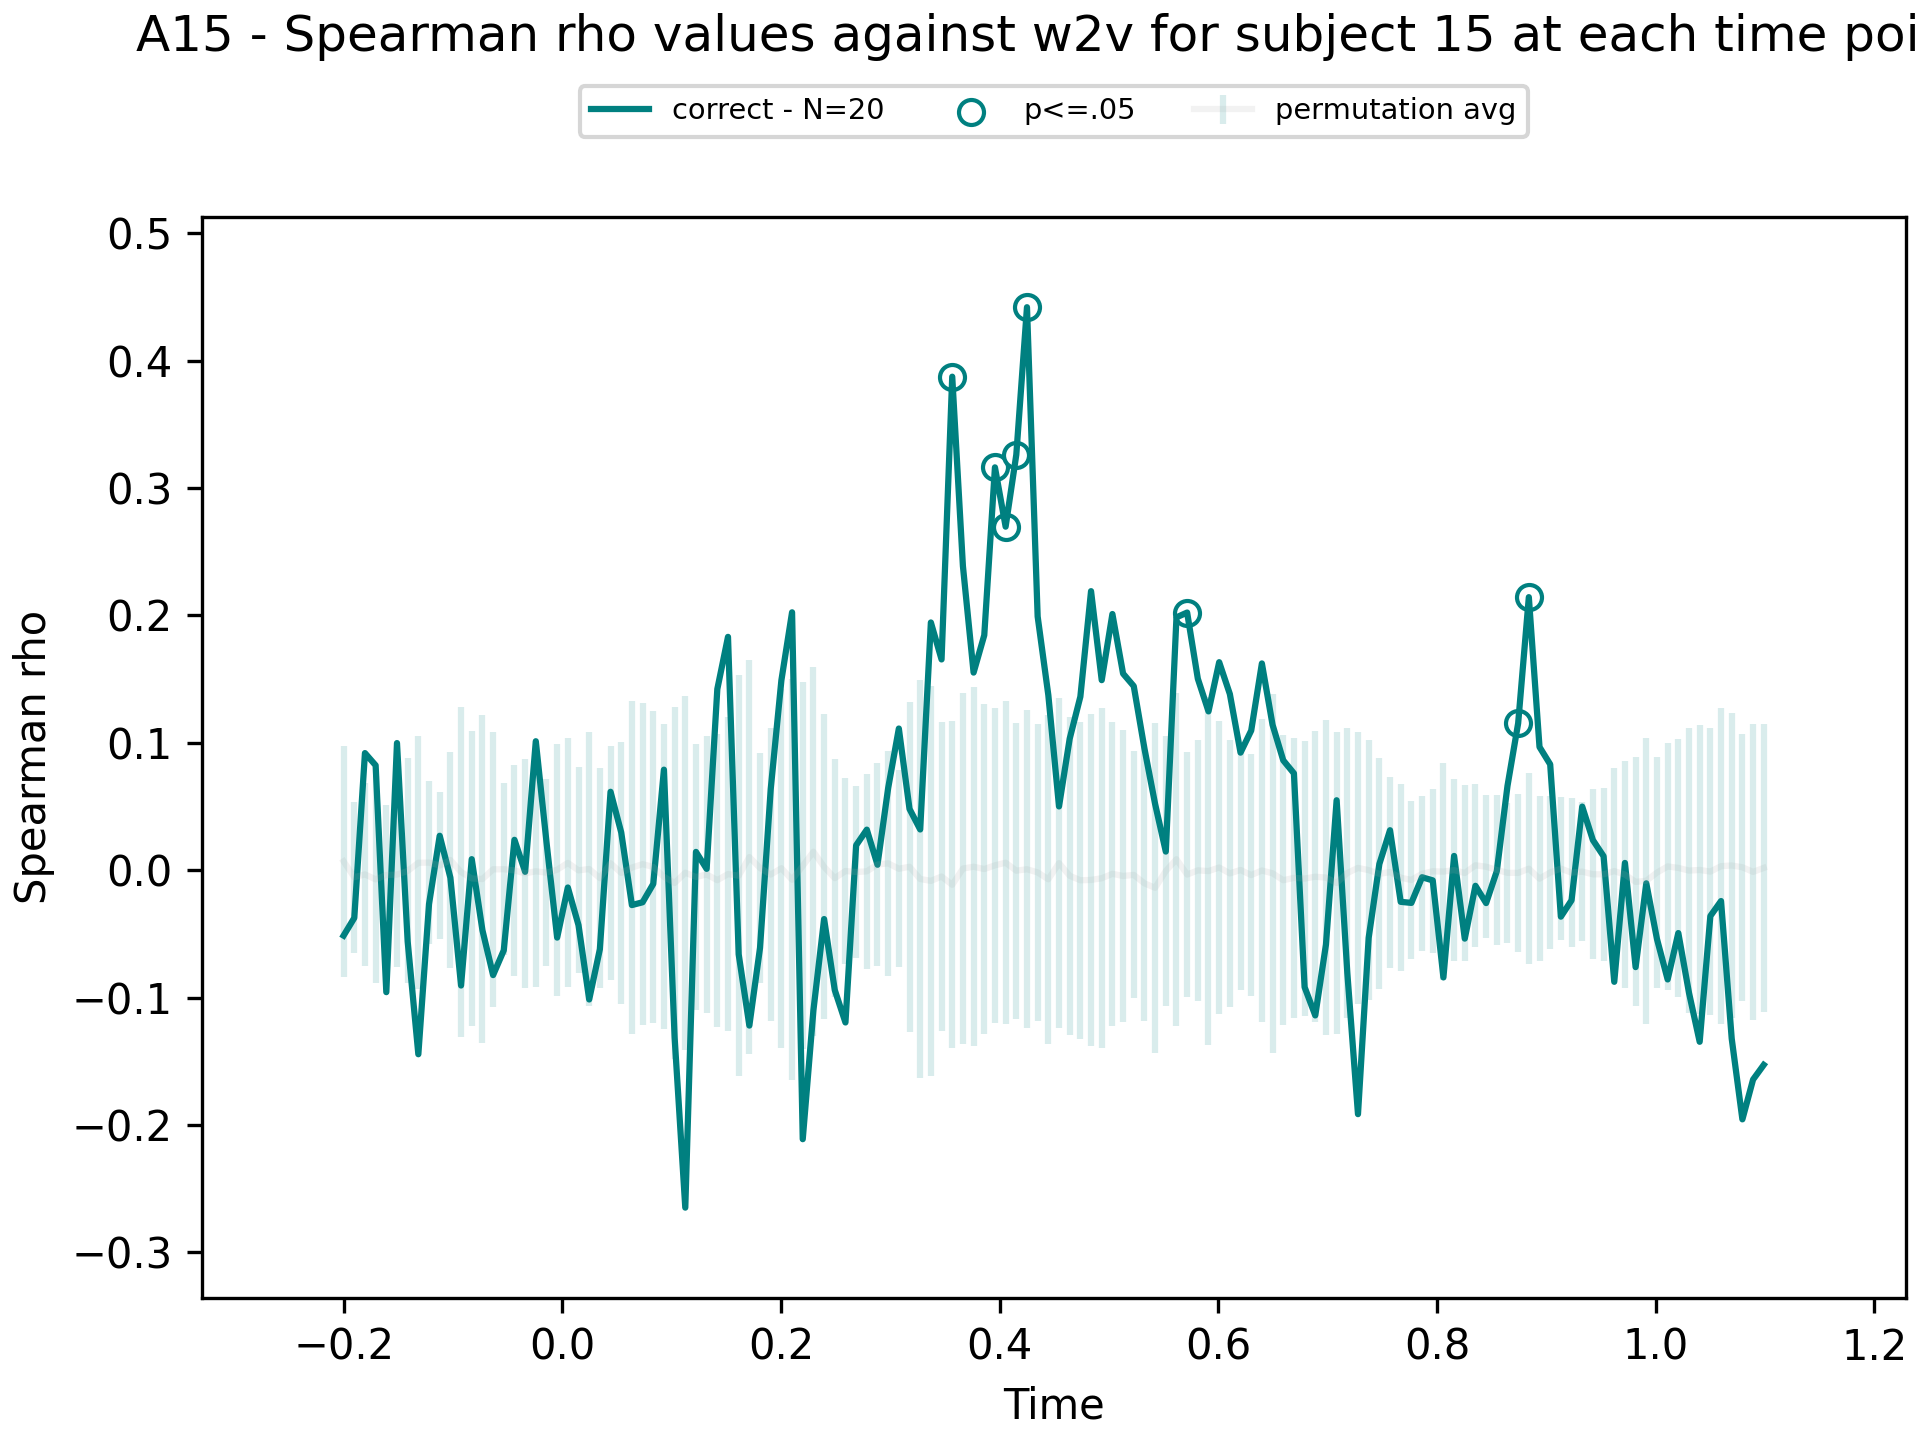 A15 - Spearman rho values against w2v for subject 15 at each time poi
correct - N=20 p<=.05 permutation avg
0.5
0.4
0.3
0.2
0.1
0.0
−0.1
−0.2
−0.3
Spearman rho
−0.2 0.0 0.2 0.4 0.6 0.8 1.0 1.2
Time